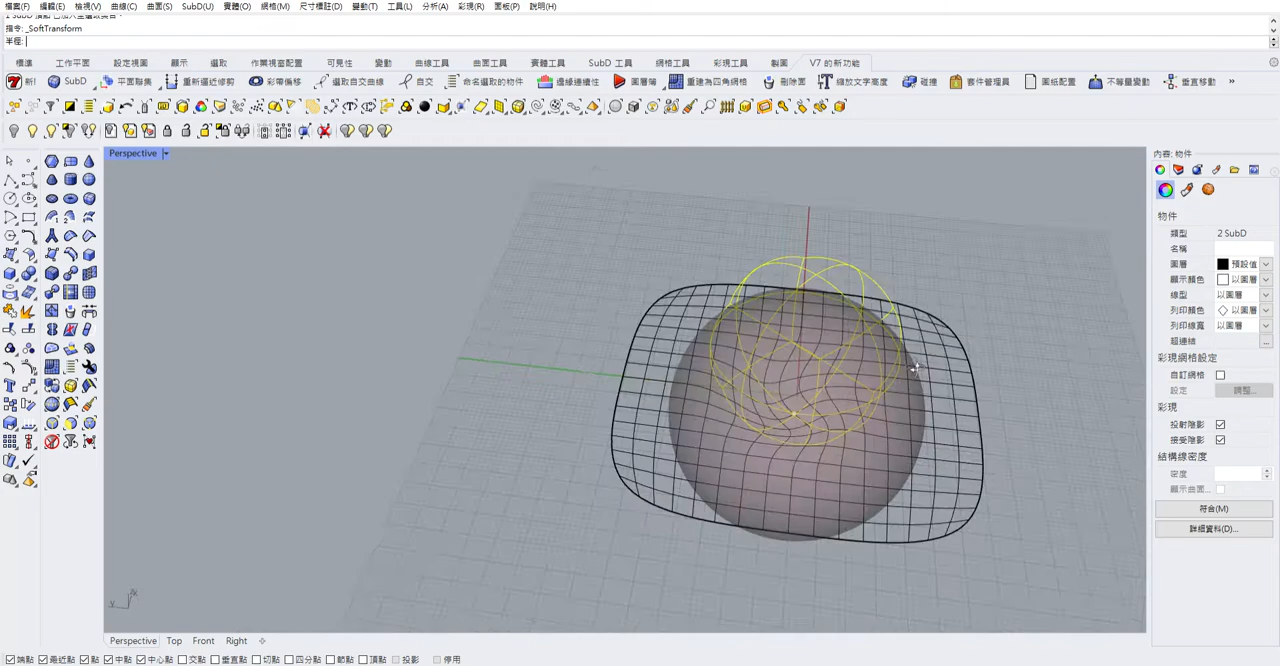 檔案(F) 編輯(E) 檢視(V) 曲線(C) 曲面(S) SubD(U) 實體(O) 網格(M) 尺寸標註(D) 變動(T) 工具(L) 分析(A) 彩現(R) 面板(P) 說明(H)
指令: _SoftTransform
半徑:
標準 工作平面 設定視圖 顯示 選取 作業視窗配置 可見性 變動 曲線工具 曲面工具 實體工具 SubD 工具 網格工具 彩現工具 製圖 V7 的新功能
新! SubD 平面聯集 重新逼近修剪 彩帶偏移 選取自交曲線 自交 命名選取的物件 邊緣連續性 圖層簿 重建為四角網格 刪除面 縮放文字高度 碰撞 套件管理員 圖紙配置 不等量變動 垂直移動 »
Perspective
內容: 物件
物件
類型 2 SubD
名稱
圖層 預設值
顯示顏色 以圖層
線型 以圖層
列印顏色 以圖層
列印線寬 以圖層
超連結 ...
彩現網格設定
自訂網格
設定 調整...
彩現
投射陰影
接受陰影
結構線密度
密度
顯示曲面...
符合(M)
詳細資料(D)...
y x
Perspective Top Front Right
端點 最近點 點 中點 中心點 交點 垂直點 切點 四分點 節點 頂點 投影 停用